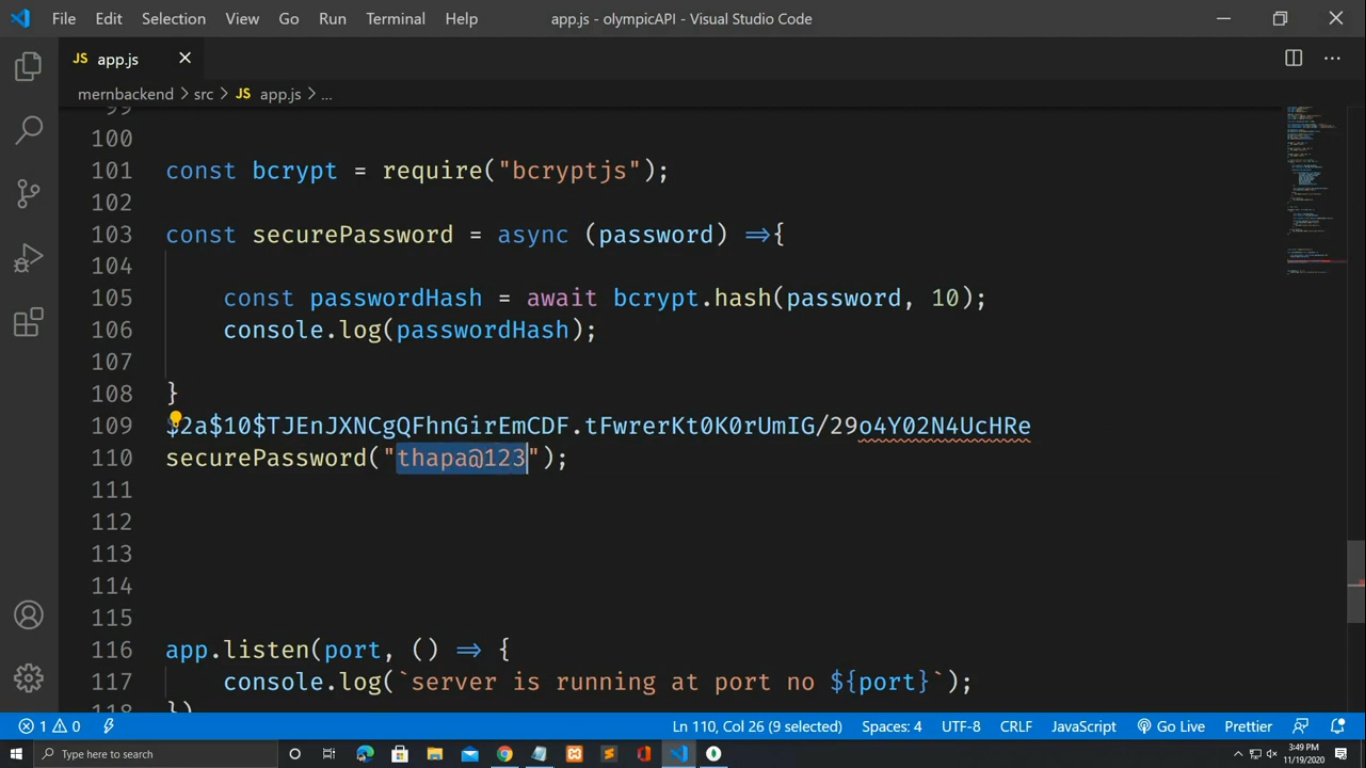 File Edit Selection View Go Run Terminal Help app.js - olympicAPI - Visual Studio Code
JS app.js
mernbackend > src > JS app.js > ...
99
100
101 const bcrypt = require("bcryptjs");
102
103 const securePassword = async (password) =>{
104
105 const passwordHash = await bcrypt.hash(password, 10);
106 console.log(passwordHash);
107
108 }
109 $2a$10$TJEnJXNCgQFhnGirEmCDF.tFwrerKt0K0rUmIG/29o4Y02N4UcHRe
110 securePassword("thapa@123");
111
112
113
114
115
116 app.listen(port, () => {
117 console.log(`server is running at port no ${port}`);
118 })
1 0 Ln 110, Col 26 (9 selected) Spaces: 4 UTF-8 CRLF JavaScript Go Live Prettier
Type here to search 3:49 PM
11/19/2020